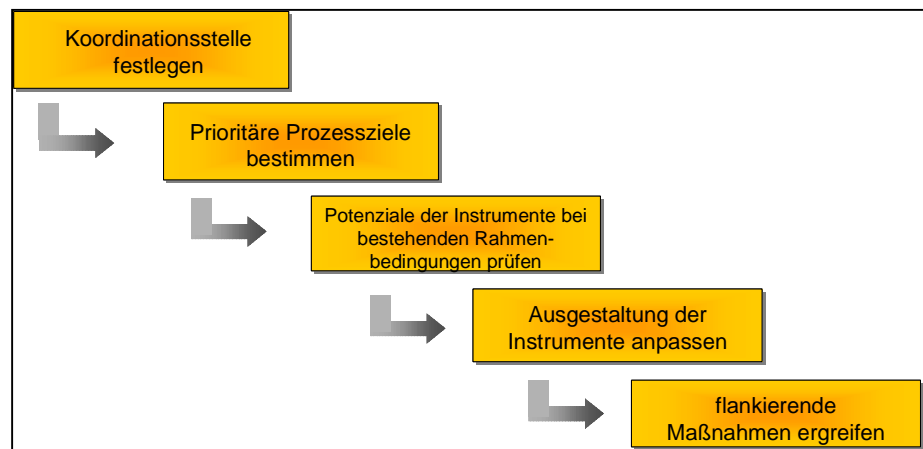 Koordinationsstelle
festlegen
Prioritäre Prozessziele
bestimmen
Potenziale der Instrumente bei
bestehenden Rahmen-
bedingungen prüfen
Ausgestaltung der
Instrumente anpassen
flankierende
Maßnahmen ergreifen